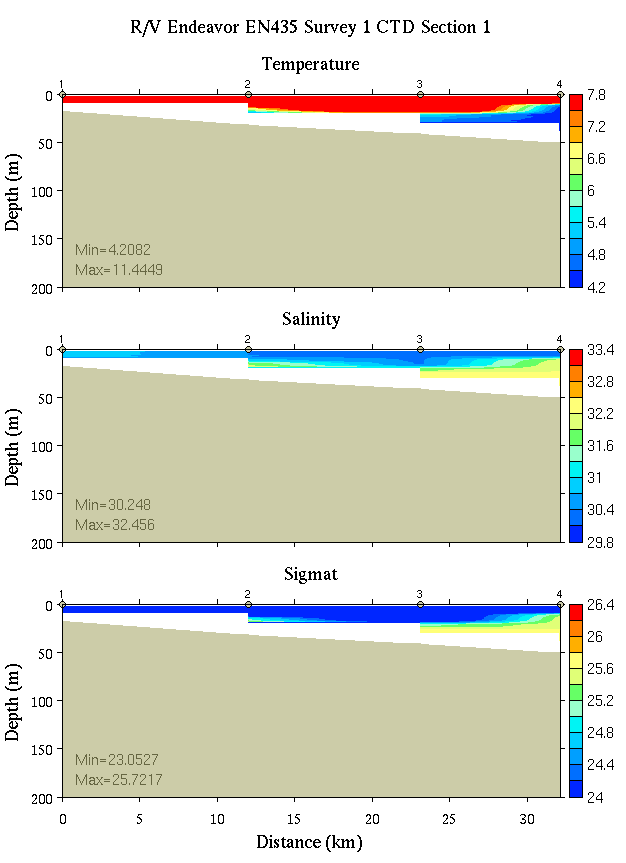 R/V Endeavor EN435 Survey 1 CTD Section 1
Temperature
1 2 3 4
0
50
100
150
200
Depth (m)
Min=4.2082
Max=11.4449
7.8
7.2
6.6
6
5.4
4.8
4.2
Salinity
1 2 3 4
0
50
100
150
200
Depth (m)
Min=30.248
Max=32.456
33.4
32.8
32.2
31.6
31
30.4
29.8
Sigmat
1 2 3 4
0
50
100
150
200
Depth (m)
Min=23.0527
Max=25.7217
26.4
26
25.6
25.2
24.8
24.4
24
0 5 10 15 20 25 30
Distance (km)